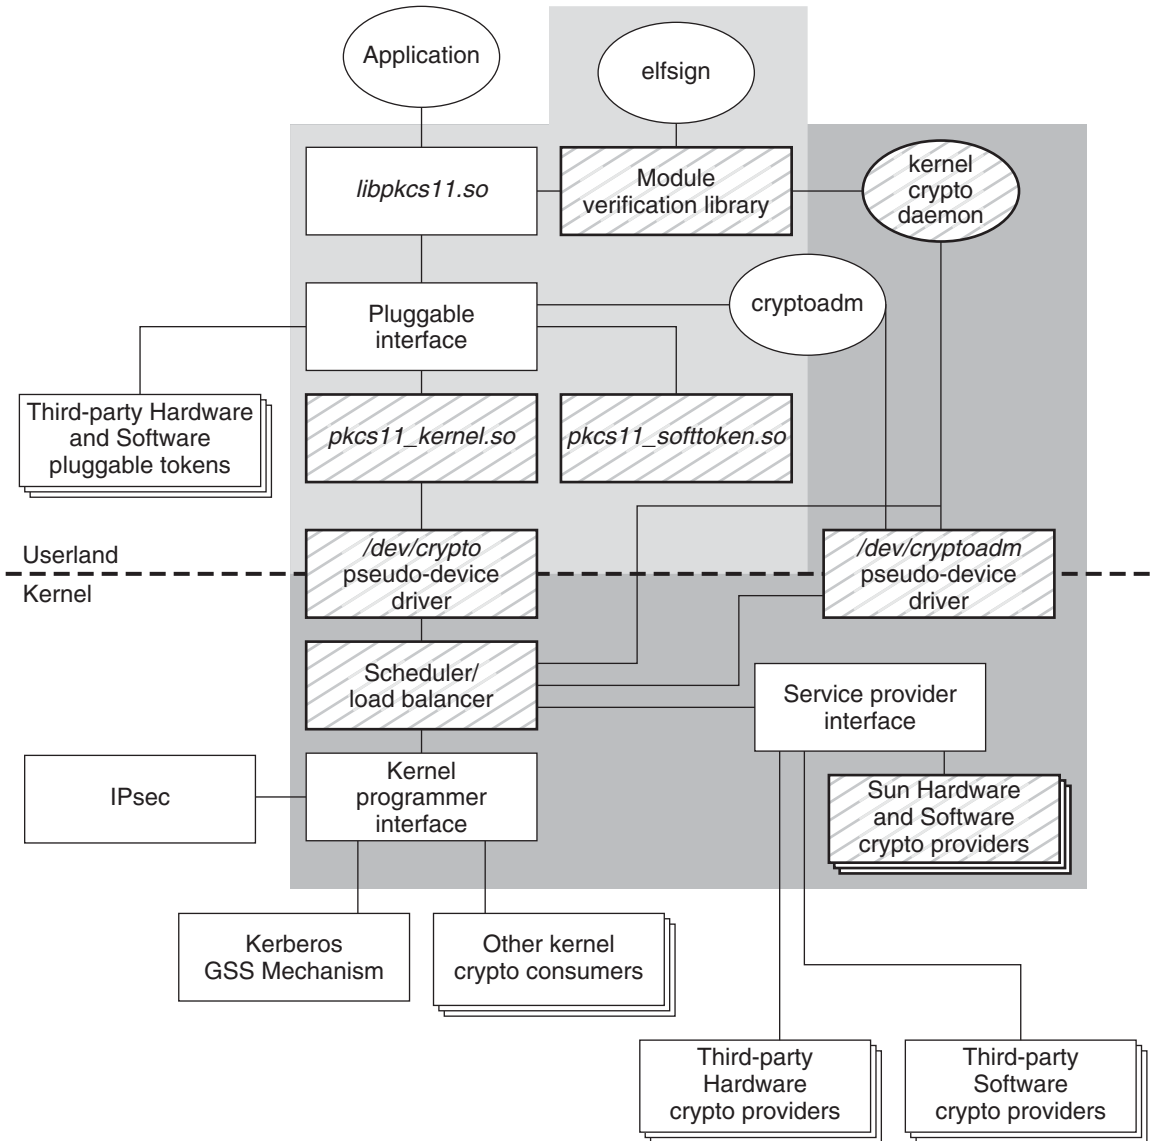 Application
elfsign
libpkcs11.so
Module
verification library
kernel
crypto
daemon
Pluggable
interface
cryptoadm
Third-party Hardware
and Software
pluggable tokens
pkcs11_kernel.so
pkcs11_softtoken.so
Userland
Kernel
/dev/crypto
pseudo-device
driver
/dev/cryptoadm
pseudo-device
driver
Scheduler/
load balancer
Service provider
interface
IPsec
Kernel
programmer
interface
Sun Hardware
and Software
crypto providers
Kerberos
GSS Mechanism
Other kernel
crypto consumers
Third-party
Hardware
crypto providers
Third-party
Software
crypto providers